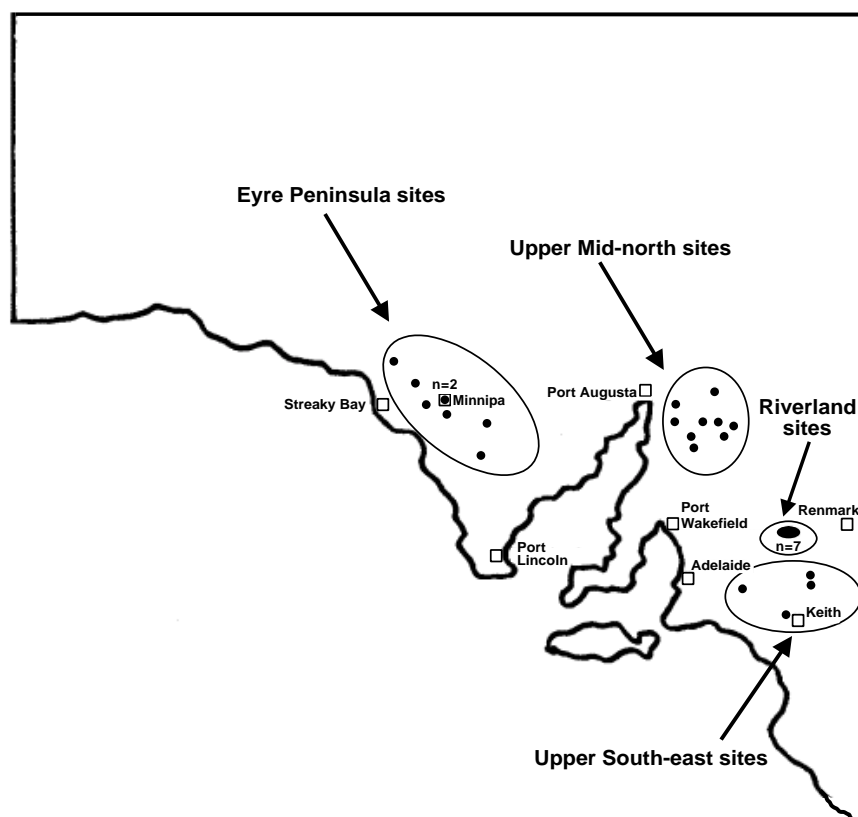 Eyre Peninsula sites
Upper Mid-north sites
n=2
Port Augusta
Streaky Bay
Minnipa
Riverland
sites
Port
Wakefield
Renmark
n=7
Port
Lincoln
Adelaide
Keith
Upper South-east sites